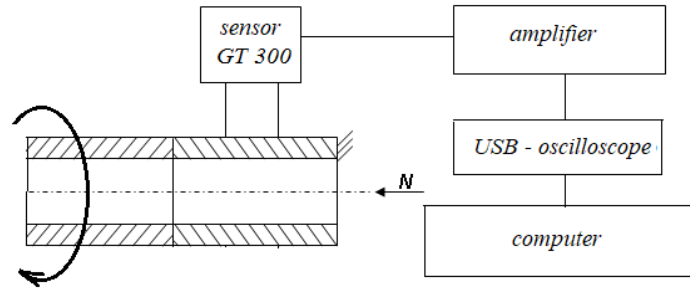 sensor
GT 300
amplifier
USB - oscilloscope
N
computer